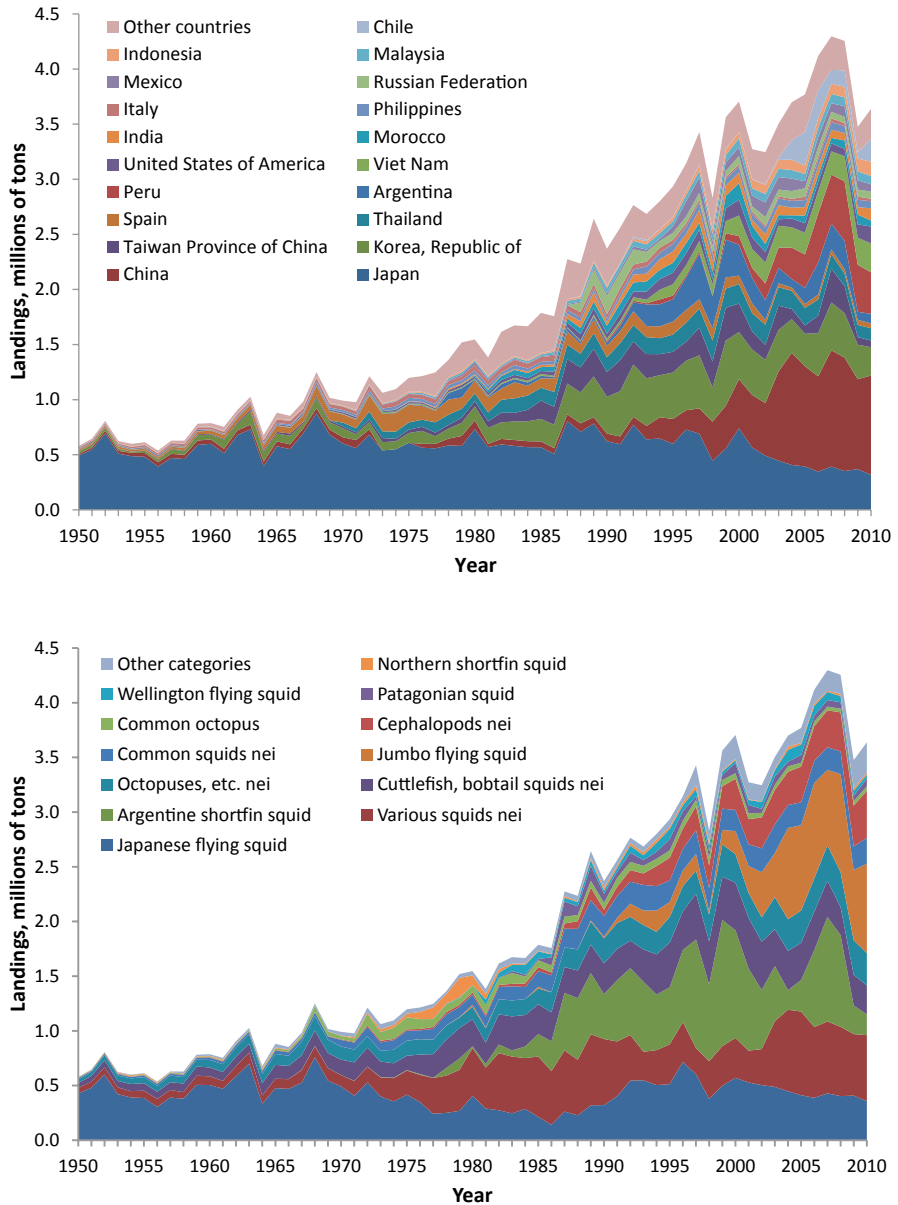 Landings, millions of tons
4.5
4.0
3.5
3.0
2.5
2.0
1.5
1.0
0.5
0.0
Other countries Chile
Indonesia Malaysia
Mexico Russian Federation
Italy Philippines
India Morocco
United States of America Viet Nam
Peru Argentina
Spain Thailand
Taiwan Province of China Korea, Republic of
China Japan
1950 1955 1960 1965 1970 1975 1980 1985 1990 1995 2000 2005 2010
Year
Landings, millions of tons
4.5
4.0
3.5
3.0
2.5
2.0
1.5
1.0
0.5
0.0
Other categories Northern shortfin squid
Wellington flying squid Patagonian squid
Common octopus Cephalopods nei
Common squids nei Jumbo flying squid
Octopuses, etc. nei Cuttlefish, bobtail squids nei
Argentine shortfin squid Various squids nei
Japanese flying squid
1950 1955 1960 1965 1970 1975 1980 1985 1990 1995 2000 2005 2010
Year